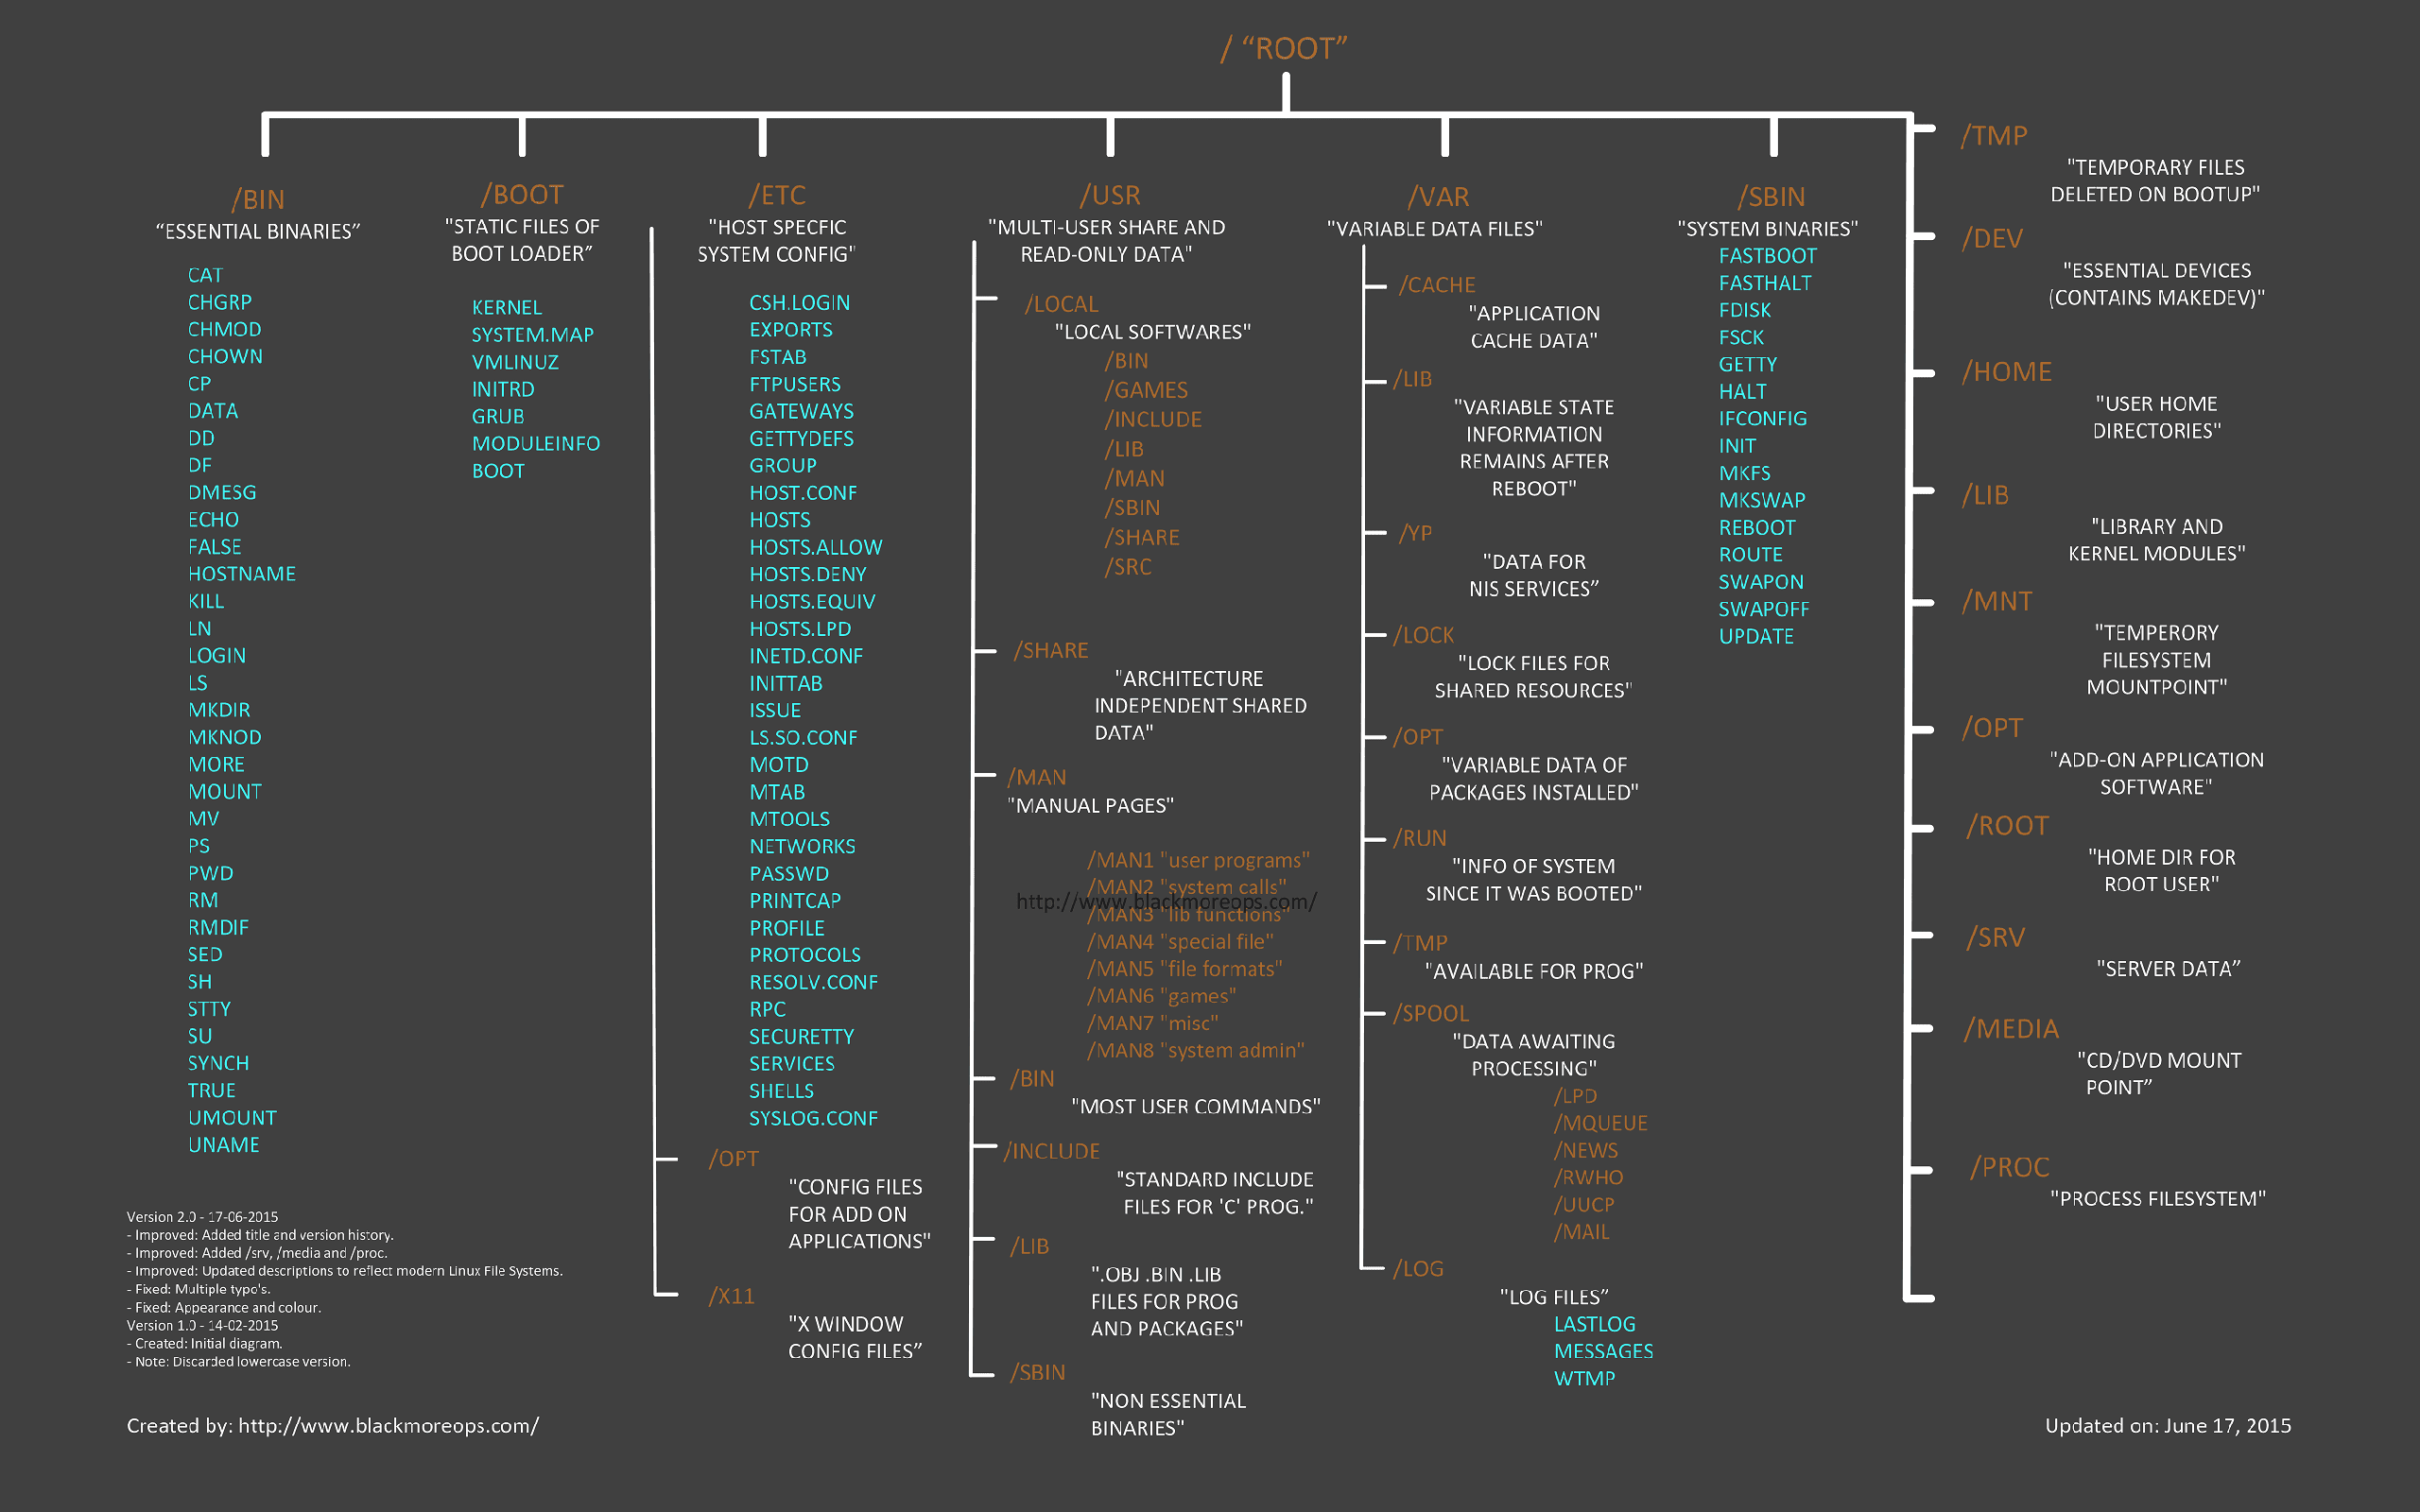 / “ROOT”
/BIN
“ESSENTIAL BINARIES”
CAT
CHGRP
CHMOD
CHOWN
CP
DATA
DD
DF
DMESG
ECHO
FALSE
HOSTNAME
KILL
LN
LOGIN
LS
MKDIR
MKNOD
MORE
MOUNT
MV
PS
PWD
RM
RMDIF
SED
SH
STTY
SU
SYNCH
TRUE
UMOUNT
UNAME
/BOOT
"STATIC FILES OF
BOOT LOADER”
KERNEL
SYSTEM.MAP
VMLINUZ
INITRD
GRUB
MODULEINFO
BOOT
/ETC
"HOST SPECFIC
SYSTEM CONFIG"
CSH.LOGIN
EXPORTS
FSTAB
FTPUSERS
GATEWAYS
GETTYDEFS
GROUP
HOST.CONF
HOSTS
HOSTS.ALLOW
HOSTS.DENY
HOSTS.EQUIV
HOSTS.LPD
INETD.CONF
INITTAB
ISSUE
LS.SO.CONF
MOTD
MTAB
MTOOLS
NETWORKS
PASSWD
PRINTCAP
PROFILE
PROTOCOLS
RESOLV.CONF
RPC
SECURETTY
SERVICES
SHELLS
SYSLOG.CONF
/OPT
"CONFIG FILES
FOR ADD ON
APPLICATIONS"
/X11
"X WINDOW
CONFIG FILES”
/USR
"MULTI-USER SHARE AND
READ-ONLY DATA"
/LOCAL
"LOCAL SOFTWARES"
/BIN
/GAMES
/INCLUDE
/LIB
/MAN
/SBIN
/SHARE
/SRC
/SHARE
"ARCHITECTURE
INDEPENDENT SHARED
DATA"
/MAN
"MANUAL PAGES"
/MAN1 "user programs"
/MAN2 "system calls"
http://www.blackmoreops.com/
/MAN3 "lib functions"
/MAN4 "special file"
/MAN5 "file formats"
/MAN6 "games"
/MAN7 "misc"
/MAN8 "system admin"
/BIN
"MOST USER COMMANDS"
/INCLUDE
"STANDARD INCLUDE
FILES FOR 'C' PROG."
/LIB
".OBJ .BIN .LIB
FILES FOR PROG
AND PACKAGES"
/SBIN
"NON ESSENTIAL
BINARIES"
/VAR
"VARIABLE DATA FILES"
/CACHE
"APPLICATION
CACHE DATA"
/LIB
"VARIABLE STATE
INFORMATION
REMAINS AFTER
REBOOT"
/YP
"DATA FOR
NIS SERVICES”
/LOCK
"LOCK FILES FOR
SHARED RESOURCES"
/OPT
"VARIABLE DATA OF
PACKAGES INSTALLED"
/RUN
"INFO OF SYSTEM
SINCE IT WAS BOOTED"
/TMP
"AVAILABLE FOR PROG"
/SPOOL
"DATA AWAITING
PROCESSING"
/LPD
/MQUEUE
/NEWS
/RWHO
/UUCP
/MAIL
/LOG
"LOG FILES”
LASTLOG
MESSAGES
WTMP
/SBIN
"SYSTEM BINARIES"
FASTBOOT
FASTHALT
FDISK
FSCK
GETTY
HALT
IFCONFIG
INIT
MKFS
MKSWAP
REBOOT
ROUTE
SWAPON
SWAPOFF
UPDATE
/TMP
"TEMPORARY FILES
DELETED ON BOOTUP"
/DEV
"ESSENTIAL DEVICES
(CONTAINS MAKEDEV)"
/HOME
"USER HOME
DIRECTORIES"
/LIB
"LIBRARY AND
KERNEL MODULES"
/MNT
"TEMPERORY
FILESYSTEM
MOUNTPOINT"
/OPT
"ADD-ON APPLICATION
SOFTWARE"
/ROOT
"HOME DIR FOR
ROOT USER"
/SRV
"SERVER DATA”
/MEDIA
"CD/DVD MOUNT
POINT”
/PROC
"PROCESS FILESYSTEM"
Version 2.0 - 17-06-2015
- Improved: Added title and version history.
- Improved: Added /srv, /media and /proc.
- Improved: Updated descriptions to reflect modern Linux File Systems.
- Fixed: Multiple typo's.
- Fixed: Appearance and colour.
Version 1.0 - 14-02-2015
- Created: Initial diagram.
- Note: Discarded lowercase version.
Created by: http://www.blackmoreops.com/
Updated on: June 17, 2015